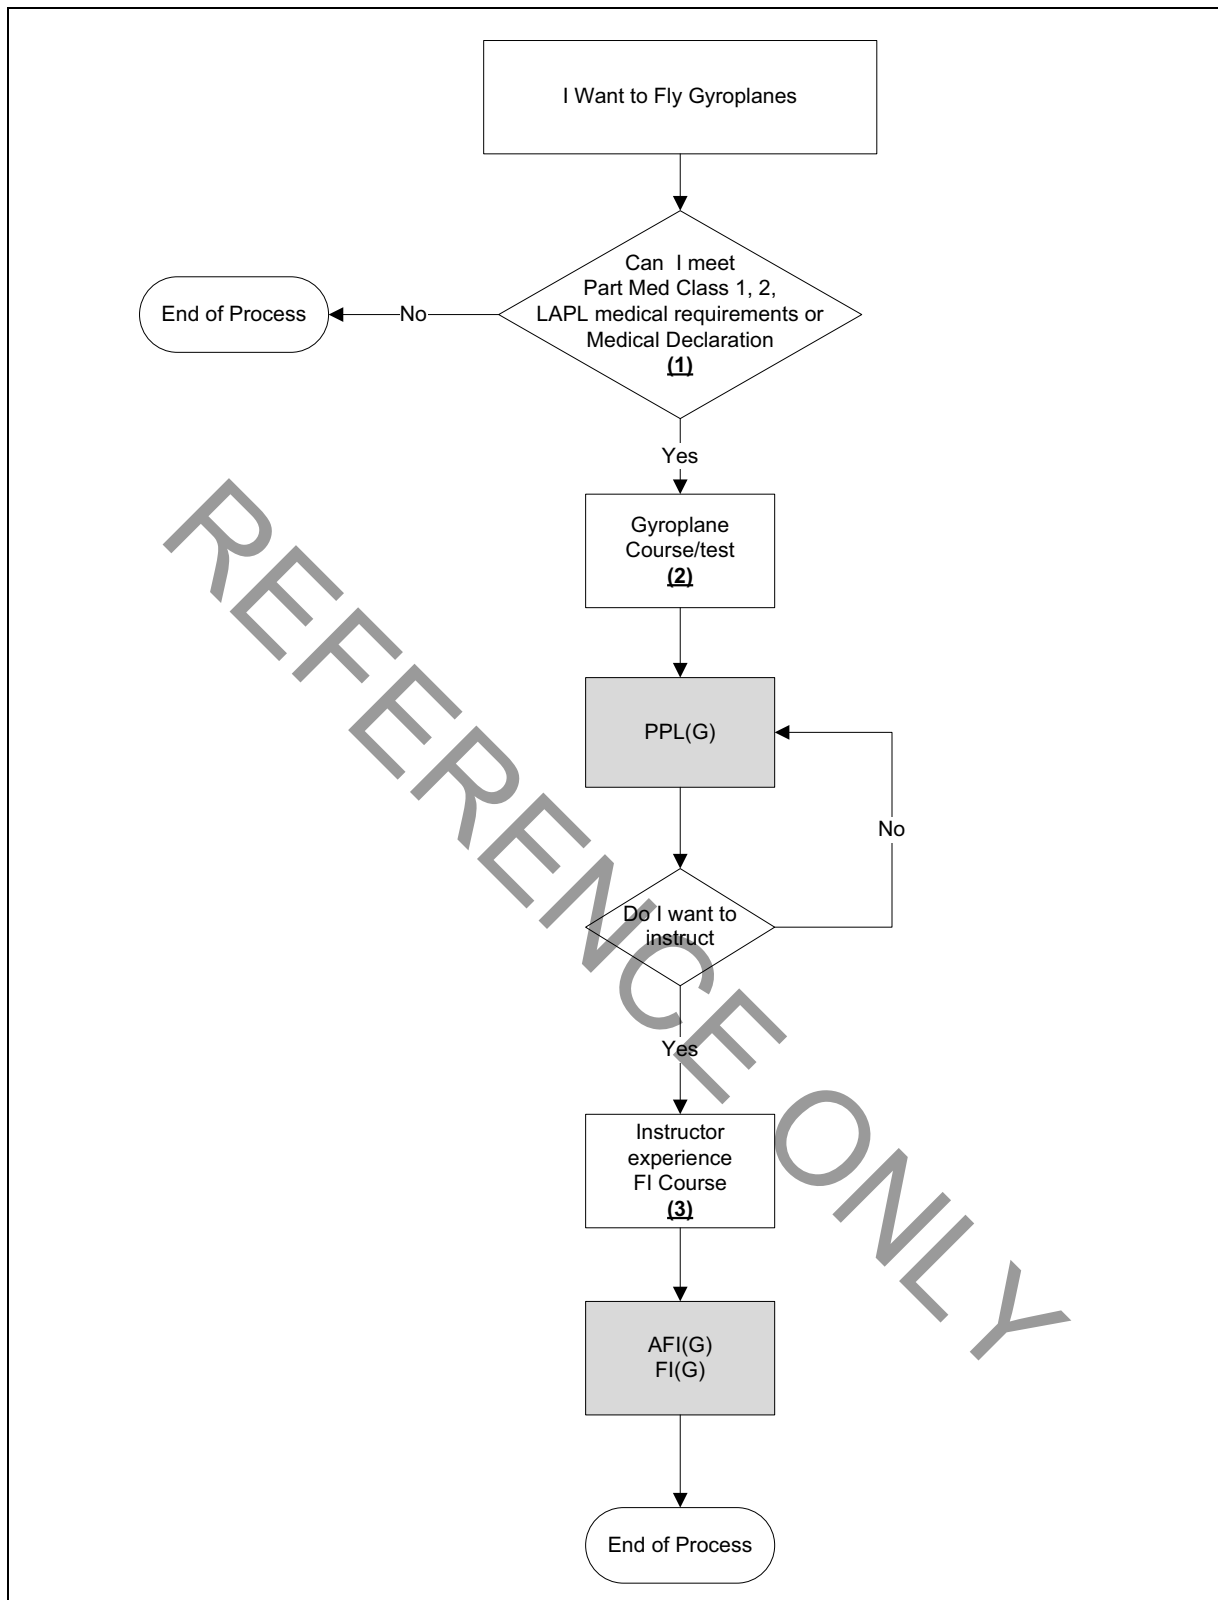 I Want to Fly Gyroplanes
Can I meet
Part Med Class 1, 2,
LAPL medical requirements or
Medical Declaration
(1)
No
End of Process
Yes
Gyroplane
Course/test
(2)
PPL(G)
No
Do I want to
instruct
Yes
Instructor
experience
FI Course
(3)
AFI(G)
FI(G)
End of Process
REFERENCE ONLY